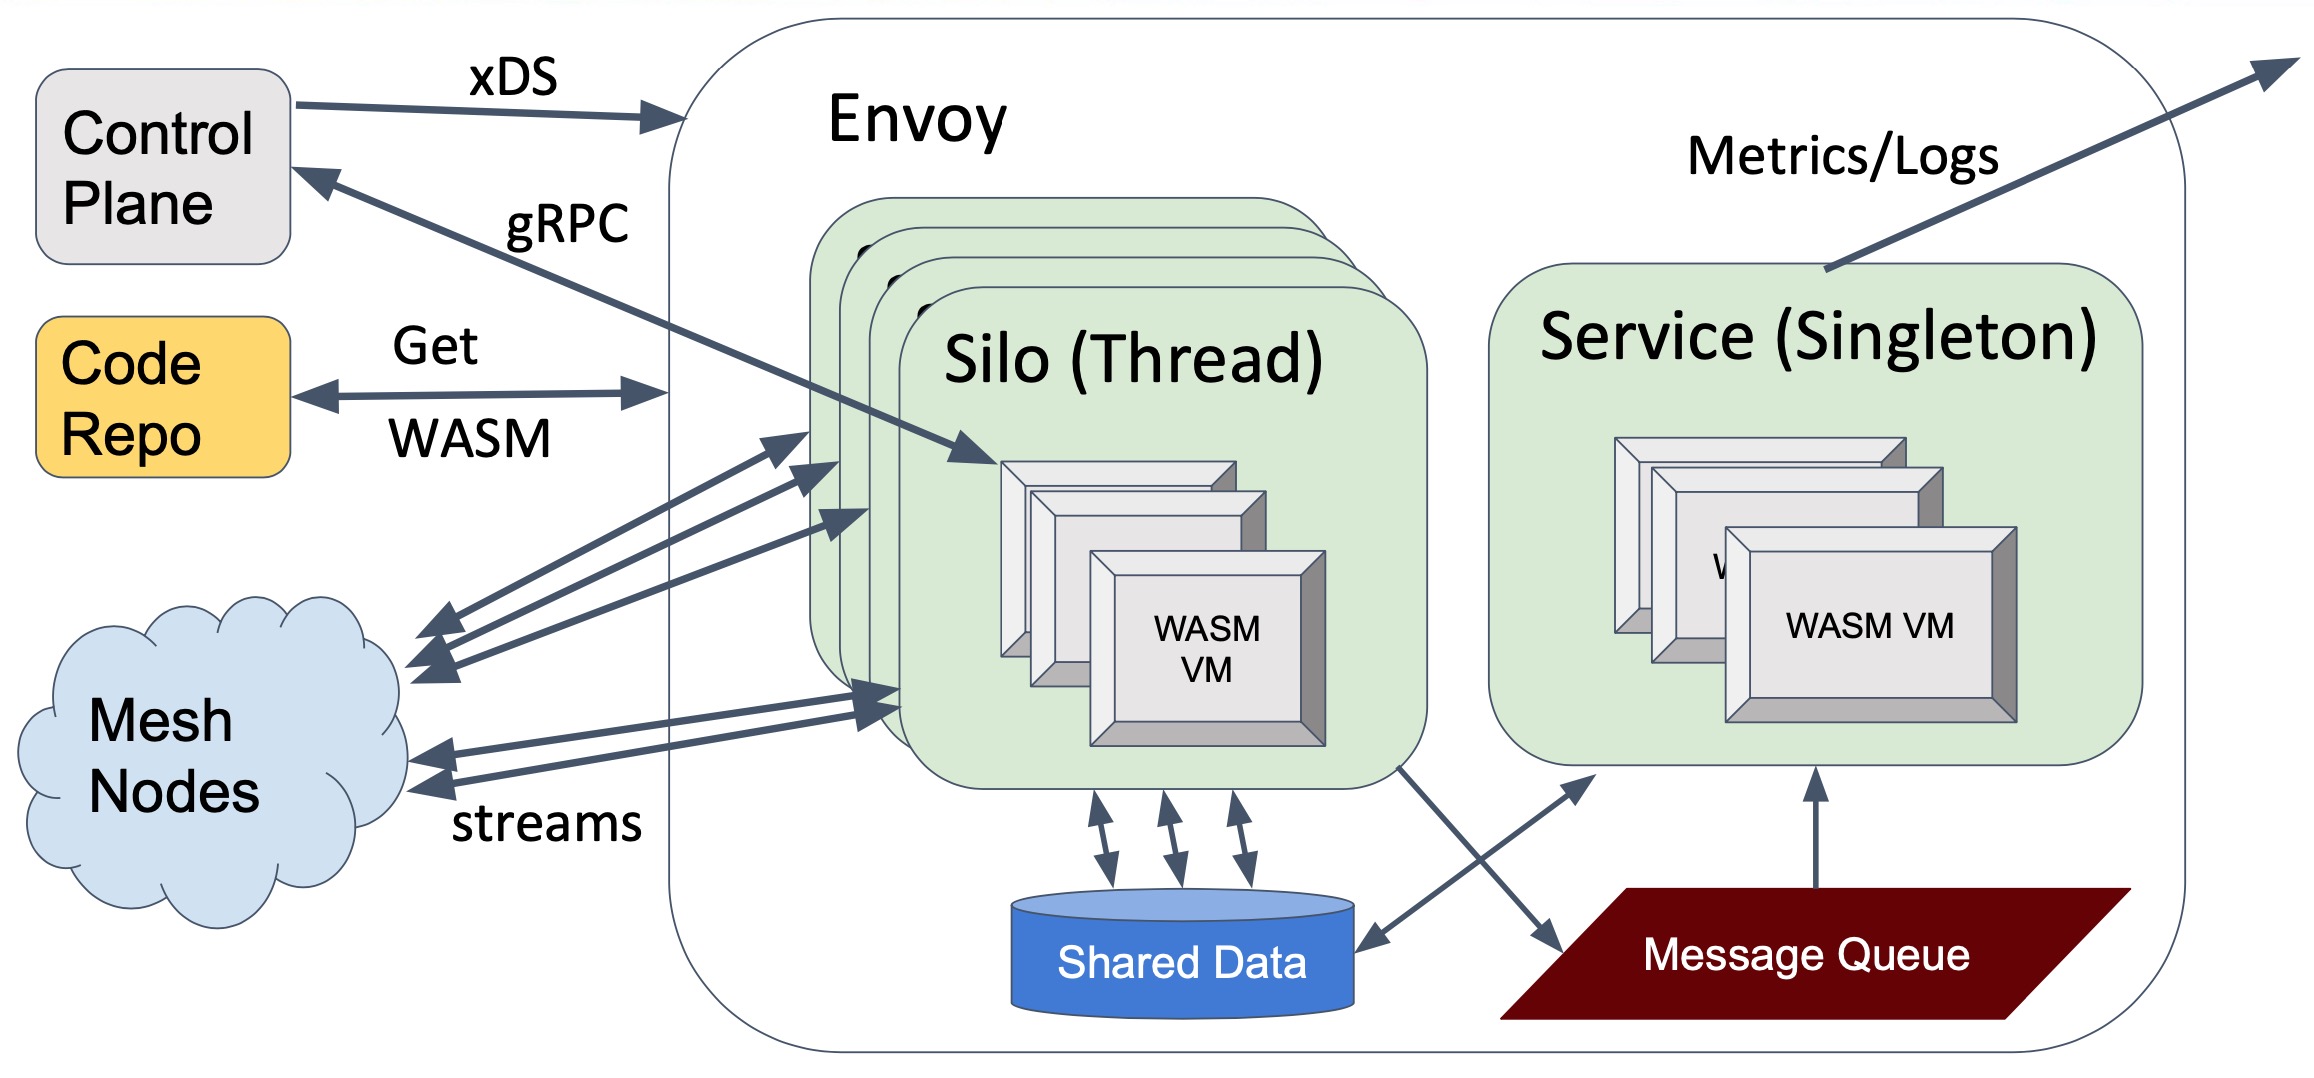 xDS
Control
Plane
Envoy
Metrics/Logs
gRPC
Get
WASM
Code
Repo
Silo (Thread)
Service (Singleton)
WASM
VM
WASM VM
Mesh
Nodes
streams
Shared Data
Message Queue